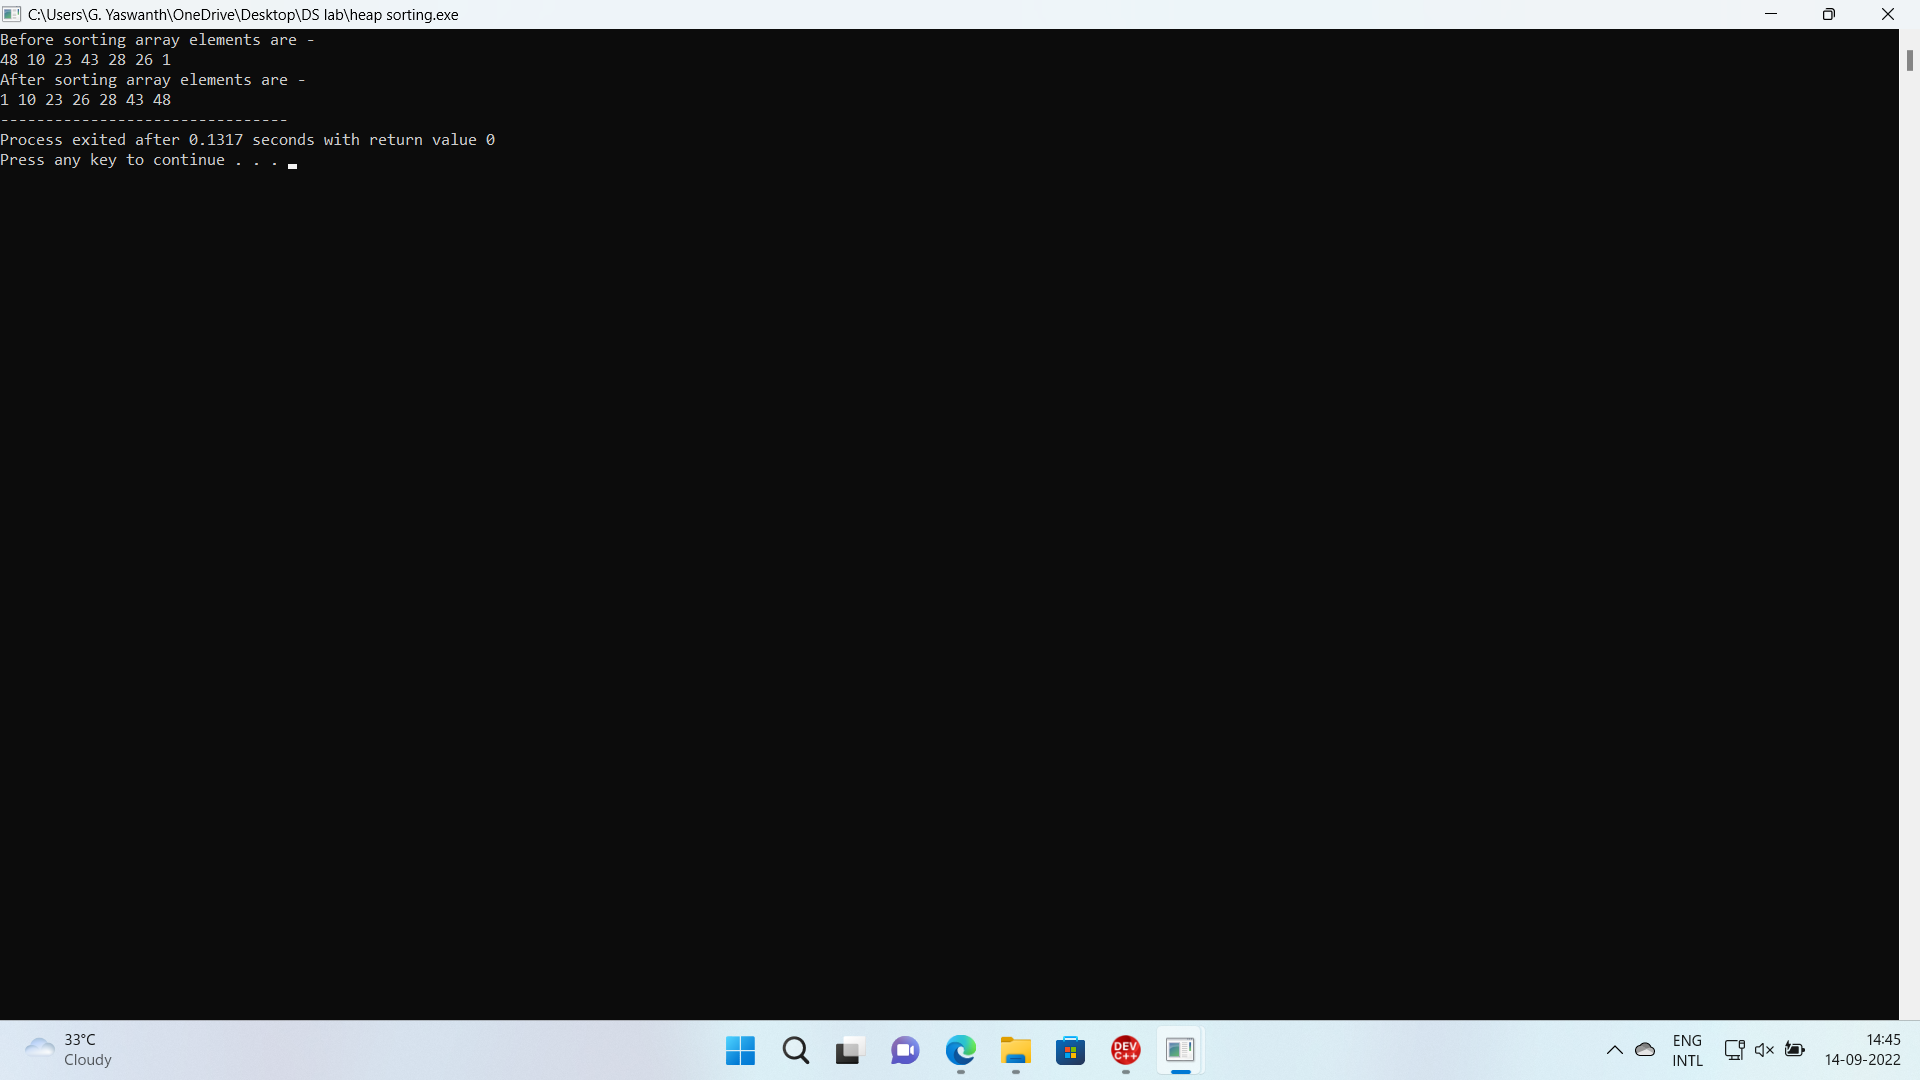 C:\Users\G. Yaswanth\OneDrive\Desktop\DS lab\heap sorting.exe
Before sorting array elements are -
48 10 23 43 28 26 1
After sorting array elements are -
1 10 23 26 28 43 48
--------------------------------
Process exited after 0.1317 seconds with return value 0
Press any key to continue . . .
33°C
Cloudy
DEV
C++
ENG
INTL
14:45
14-09-2022